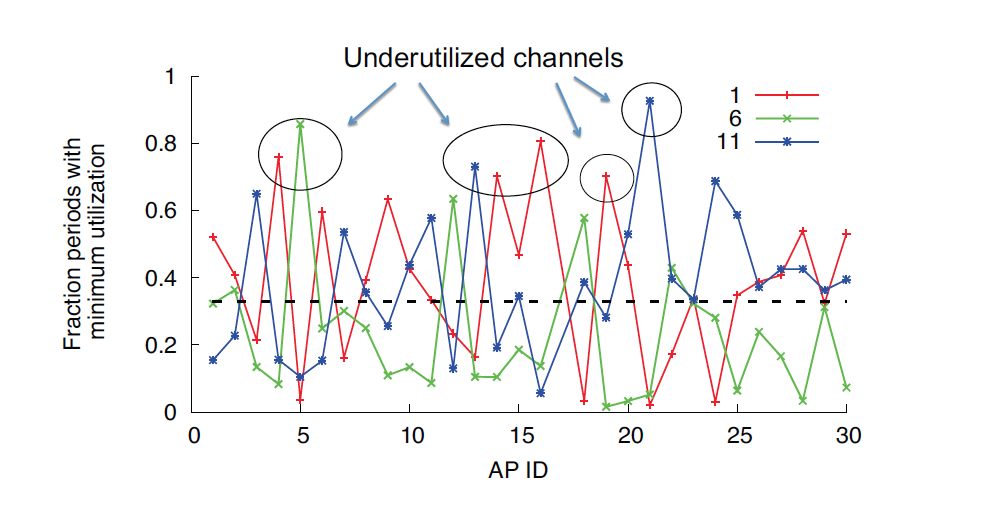 Underutilized channels
1
6
11
Fraction periods with
minimum utilization
1
0.8
0.6
0.4
0.2
0
0 5 10 15 20 25 30
AP ID